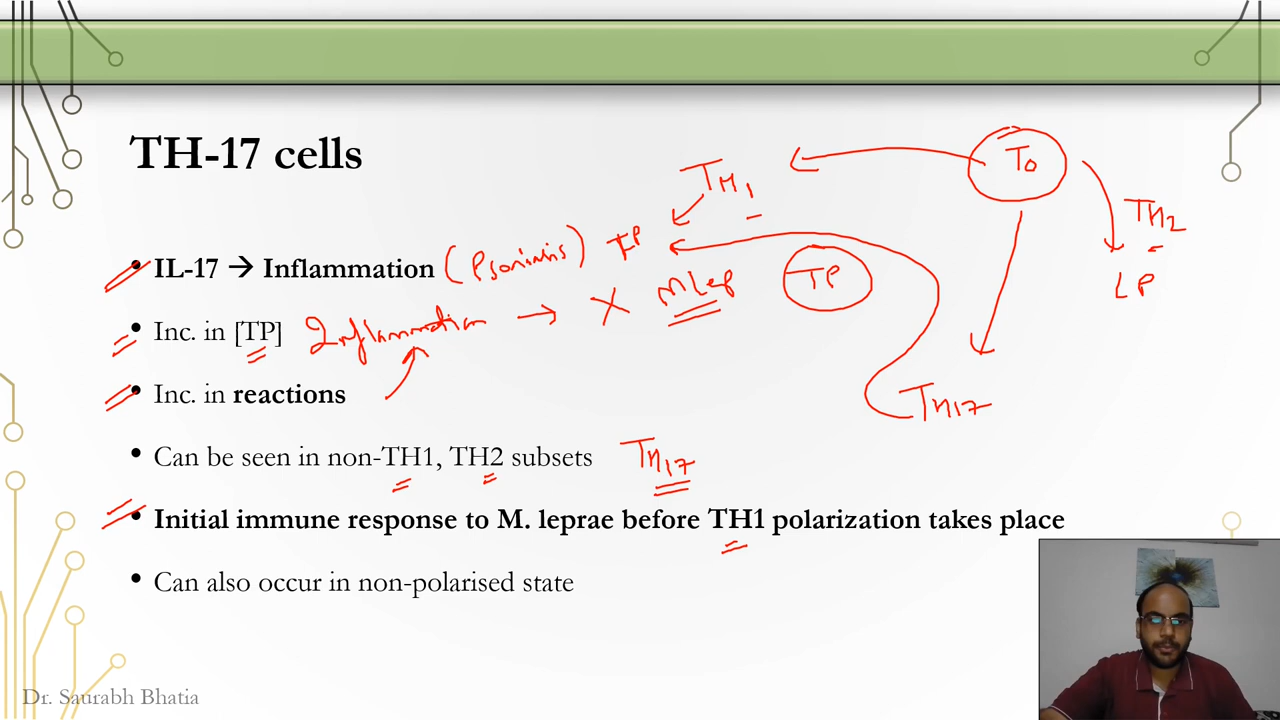 TH-17 cells
T0
TH1
TH2
LP
• IL-17 → Inflammation (Psoriasis) TP
TP
• Inc. in [TP] Inflammation → X M Lep
• Inc. in reactions
TH17
• Can be seen in non-TH1, TH2 subsets TH17
• Initial immune response to M. leprae before TH1 polarization takes place
• Can also occur in non-polarised state
Dr. Saurabh Bhatia